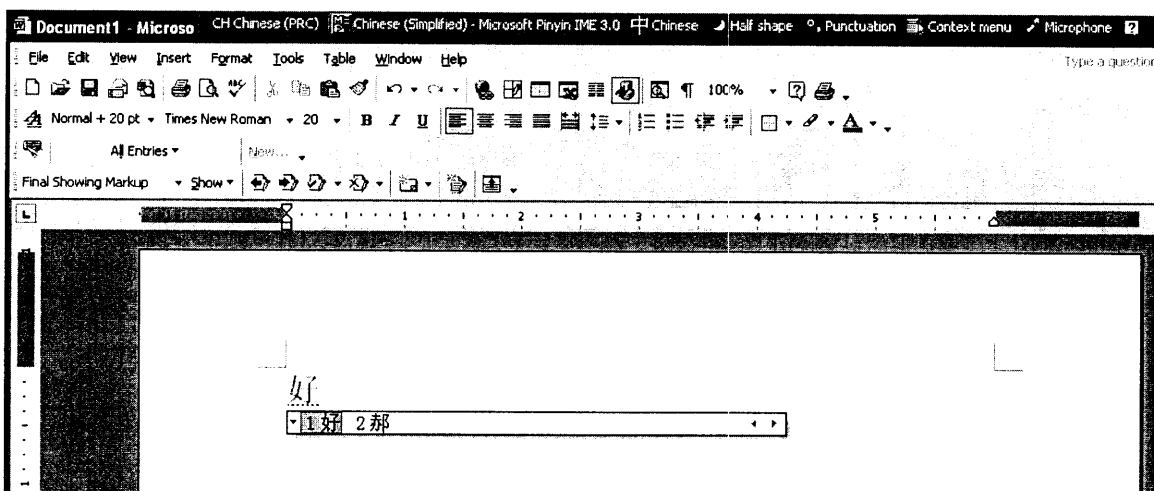 Document1 - Microso CH Chinese (PRC) Chinese (Simplified) - Microsoft Pinyin IME 3.0 中 Chinese Half shape °, Punctuation Context menu Microphone ?
File Edit View Insert Format Tools Table Window Help Type a question
100%
Normal + 20 pt Times New Roman 20 B I U A
All Entries New...
Final Showing Markup Show
L 1 2 3 4 5
好
1 好 2 郝
1